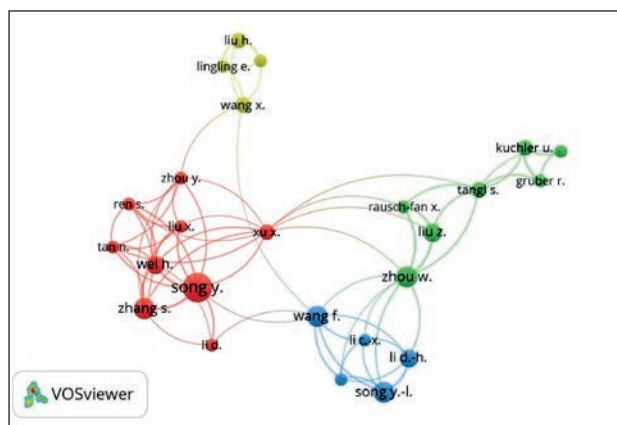 liu h.
lingling e.
wang x.
kuchler u.
zhou y.
gruber r.
tangl s.
ren s.
rausch-fan x.
liu x.
xu x.
liu z.
tan n.
wei h.
zhou w.
song y.
zhang s.
wang f.
li c.-x.
li d.
li d.-h.
song y.-l.
VOSviewer